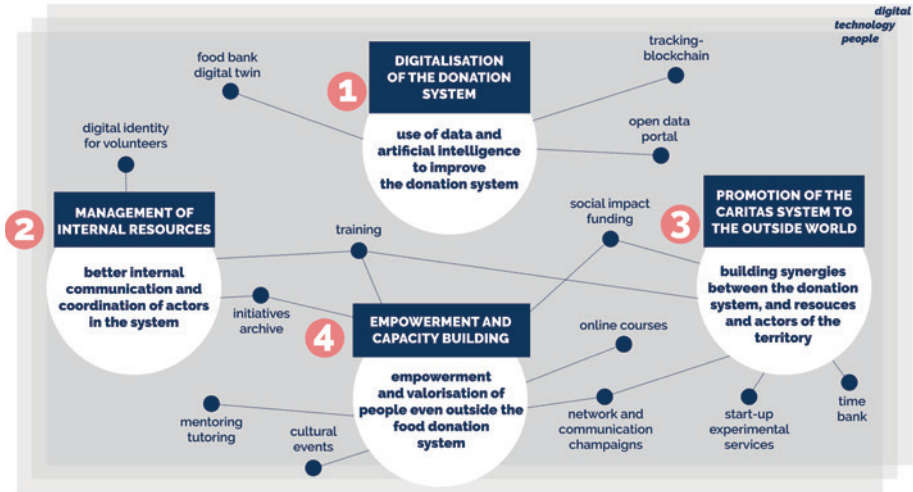 digital
technology
people
food bank
digital twin
1
DIGITALISATION
OF THE DONATION
SYSTEM
use of data and
artificial intelligence
to improve
the donation system
tracking-
blockchain
open data
portal
digital identity
for volunteers
2
MANAGEMENT OF
INTERNAL RESOURCES
better internal
communication and
coordination of actors
in the system
training
initiatives
archive
social impact
funding
3
PROMOTION OF THE
CARITAS SYSTEM TO
THE OUTSIDE WORLD
building synergies
between the donation
system, and resouces
and actors of the
territory
4
EMPOWERMENT AND
CAPACITY BUILDING
empowerment
and valorisation of
people even outside the
food donation
system
online courses
mentoring
tutoring
cultural
events
network and
communication
champaigns
start-up
experimental
services
time
bank